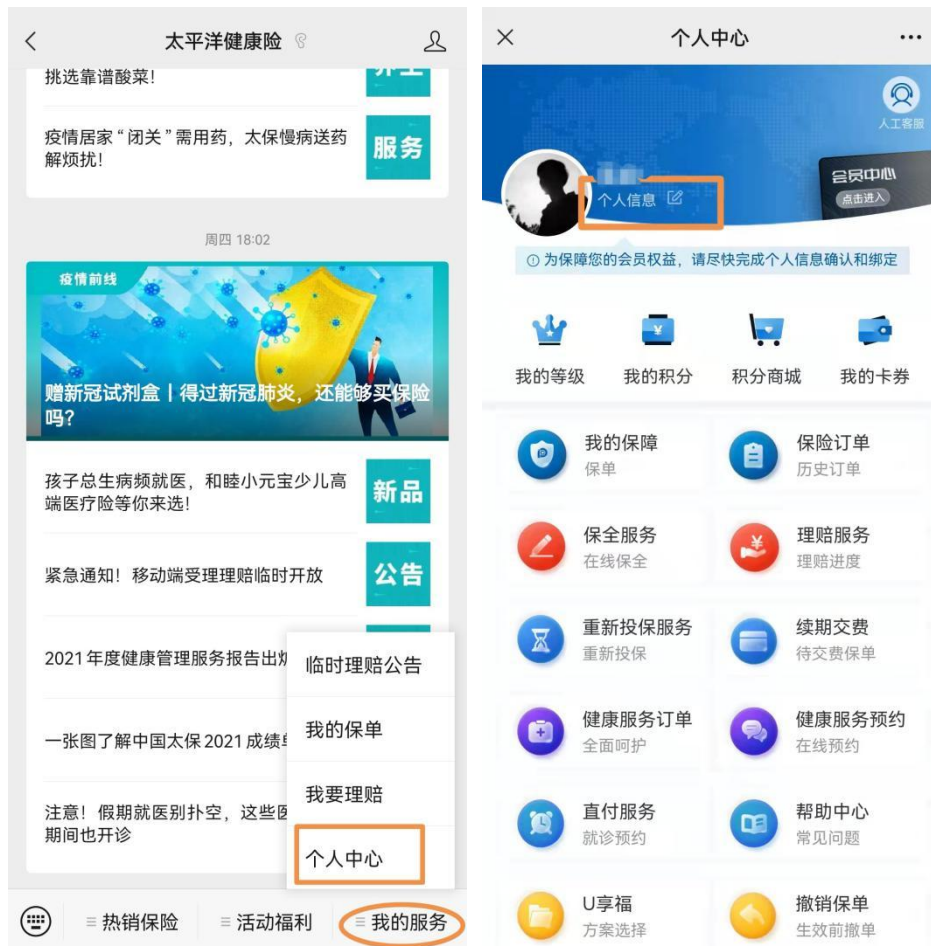 太平洋健康险
挑选靠谱酸菜！
养生
疫情居家“闭关”需用药，太保慢病送药
解烦扰！
服务
周四 18:02
疫情前线
赠新冠试剂盒丨得过新冠肺炎，还能够买保险
吗？
孩子总生病频就医，和睦小元宝少儿高
端医疗险等你来选！
新品
紧急通知！移动端受理理赔临时开放
公告
2021年度健康管理服务报告出炉
一张图了解中国太保2021成绩单
注意！假期就医别扑空，这些医
期间也开诊
临时理赔公告
我的保单
我要理赔
个人中心
热销保险
活动福利
我的服务
个人中心
人工客服
个人信息
会员中心
点击进入
为保障您的会员权益，请尽快完成个人信息确认和绑定
我的等级
我的积分
积分商城
我的卡券
我的保障
保单
保险订单
历史订单
保全服务
在线保全
理赔服务
理赔进度
重新投保服务
重新投保
续期交费
待交费保单
健康服务订单
全面呵护
健康服务预约
在线预约
直付服务
就诊预约
帮助中心
常见问题
U享福
方案选择
撤销保单
生效前撤单